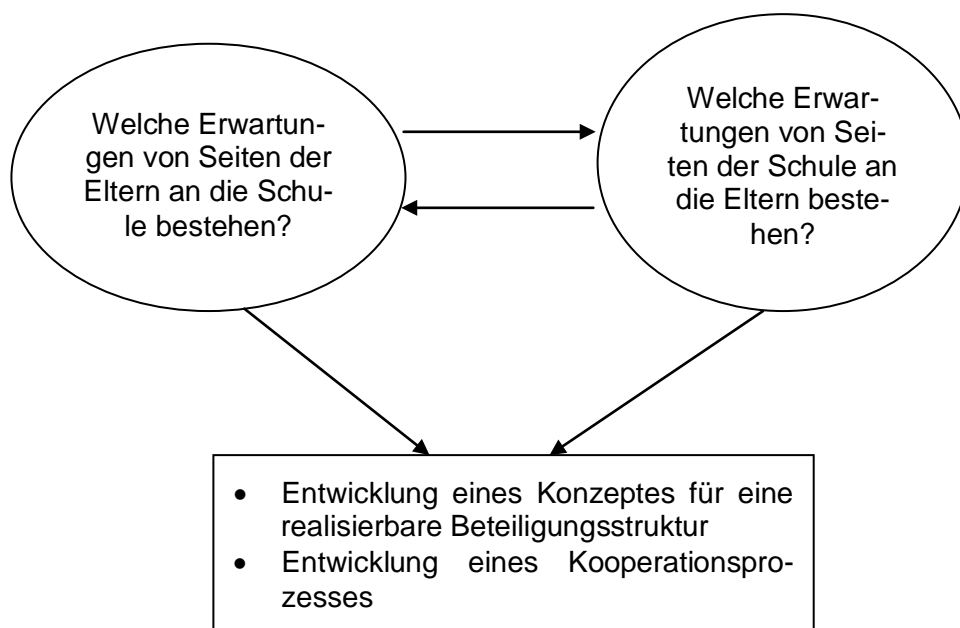 Welche Erwartun-
gen von Seiten der
Eltern an die Schu-
le bestehen?
Welche Erwar-
tungen von Sei-
ten der Schule an
die Eltern beste-
hen?
• Entwicklung eines Konzeptes für eine
realisierbare Beteiligungsstruktur
• Entwicklung eines Kooperationspro-
zesses